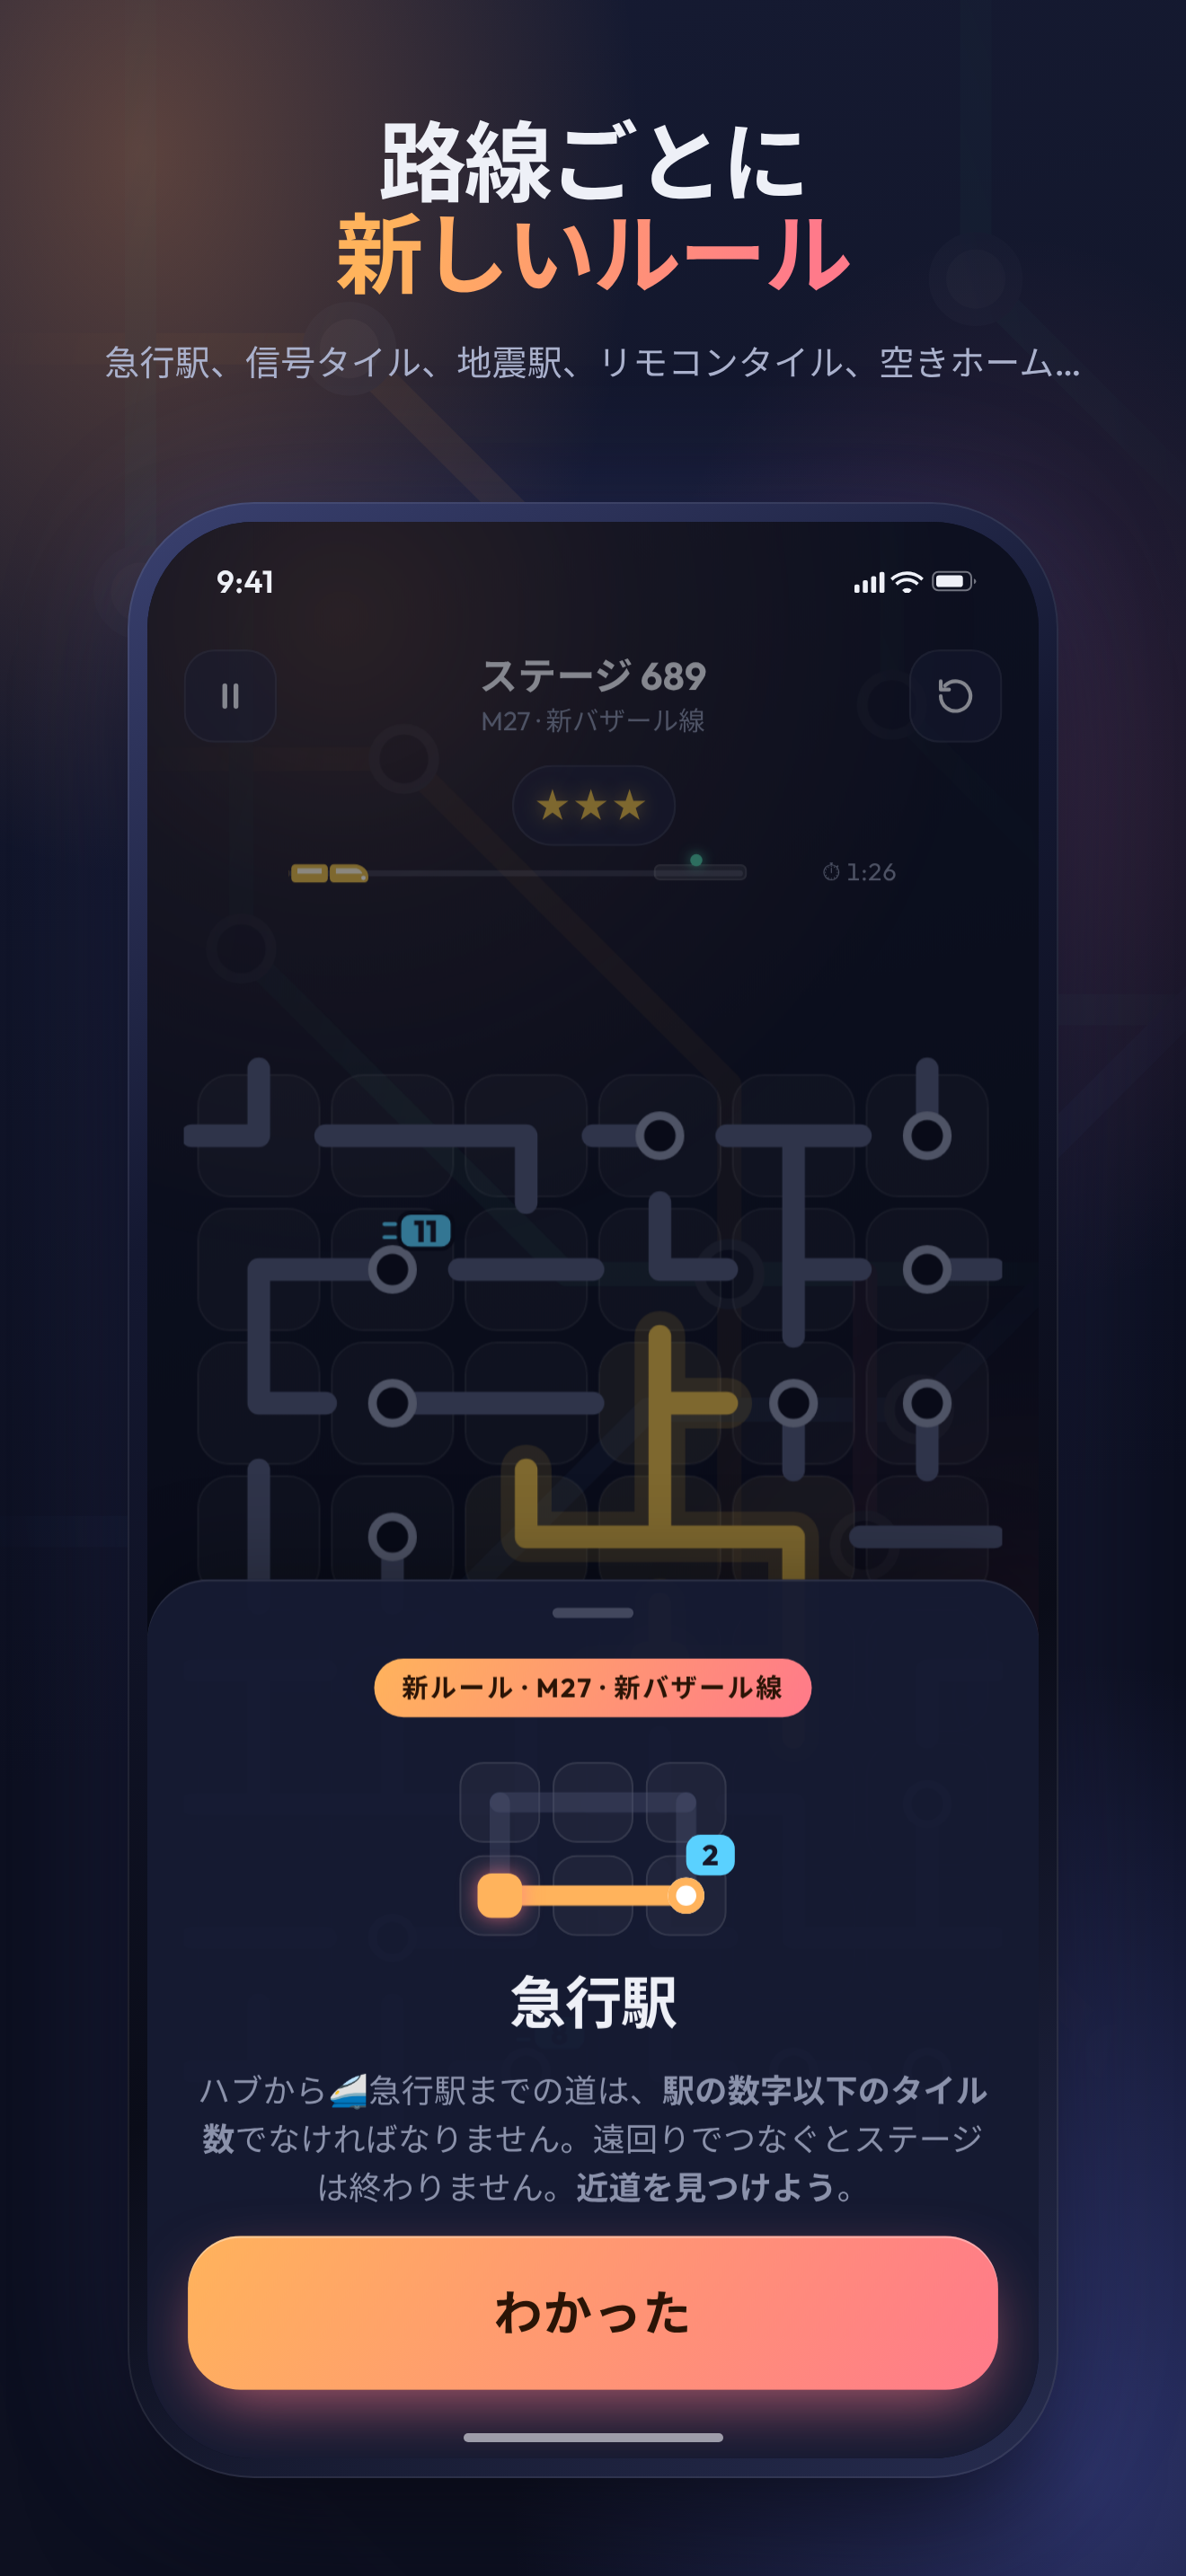 路線ごとに
新しいルール
急行駅、信号タイル、地震駅、リモコンタイル、空きホーム...
9:41
ステージ 689
M27·新バザール線
★★★
⏱ 1:26
11
新ルール · M27 · 新バザール線
2
急行駅
ハブから🚄急行駅までの道は、駅の数字以下のタイル
数でなければなりません。遠回りでつなぐとステージ
は終わりません。近道を見つけよう。
わかった